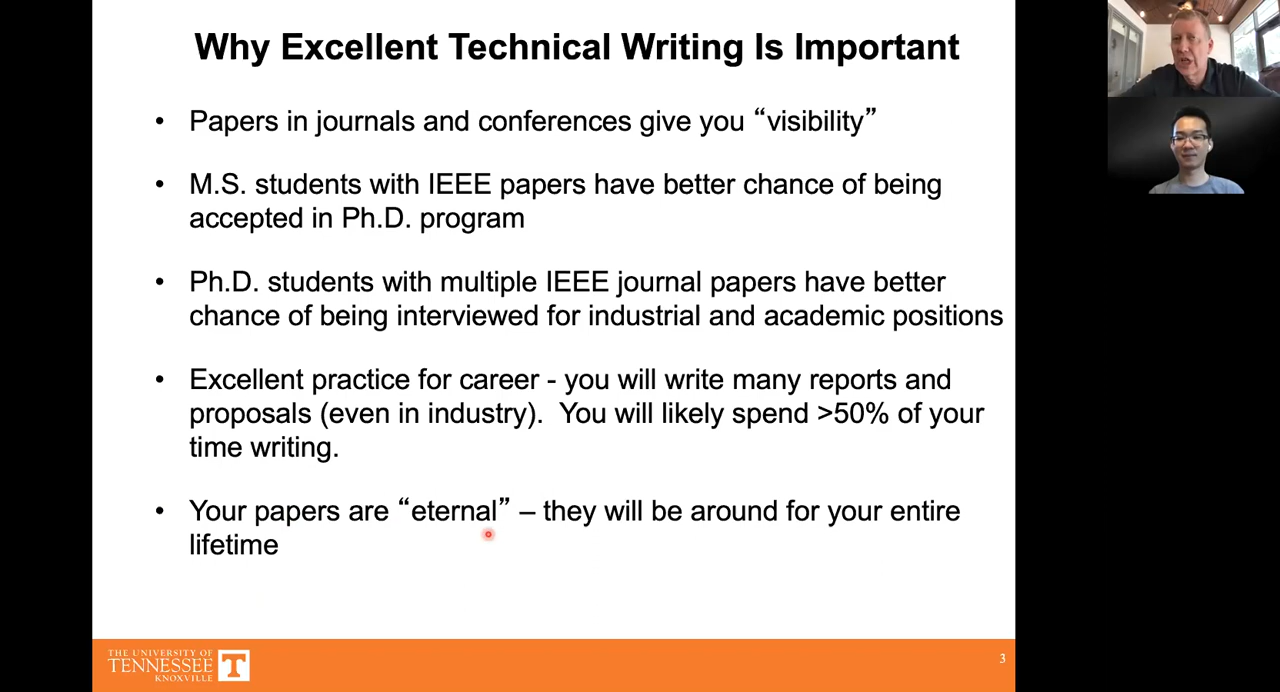 Why Excellent Technical Writing Is Important
• Papers in journals and conferences give you “visibility”
• M.S. students with IEEE papers have better chance of being
accepted in Ph.D. program
• Ph.D. students with multiple IEEE journal papers have better
chance of being interviewed for industrial and academic positions
• Excellent practice for career - you will write many reports and
proposals (even in industry).  You will likely spend >50% of your
time writing.
• Your papers are “eternal” – they will be around for your entire
lifetime
THE UNIVERSITY OF
TENNESSEE
KNOXVILLE
T
3